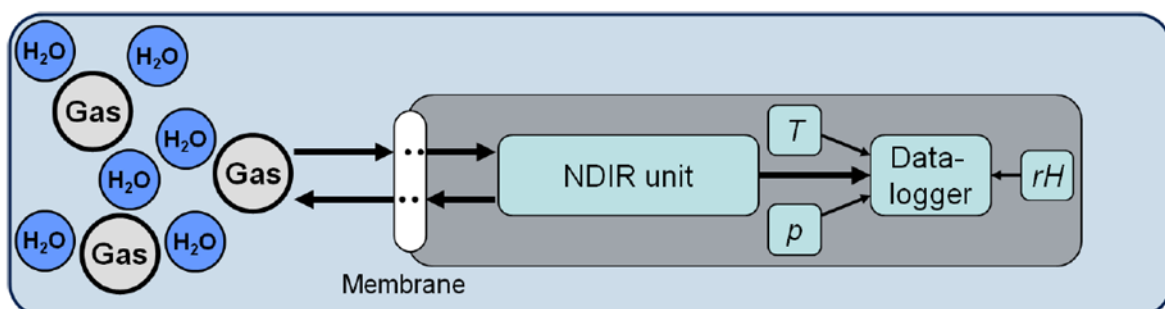 H₂O
H₂O
Gas
H₂O
Gas
H₂O
H₂O
Gas
H₂O
Membrane
NDIR unit
T
p
Data-
logger
rH